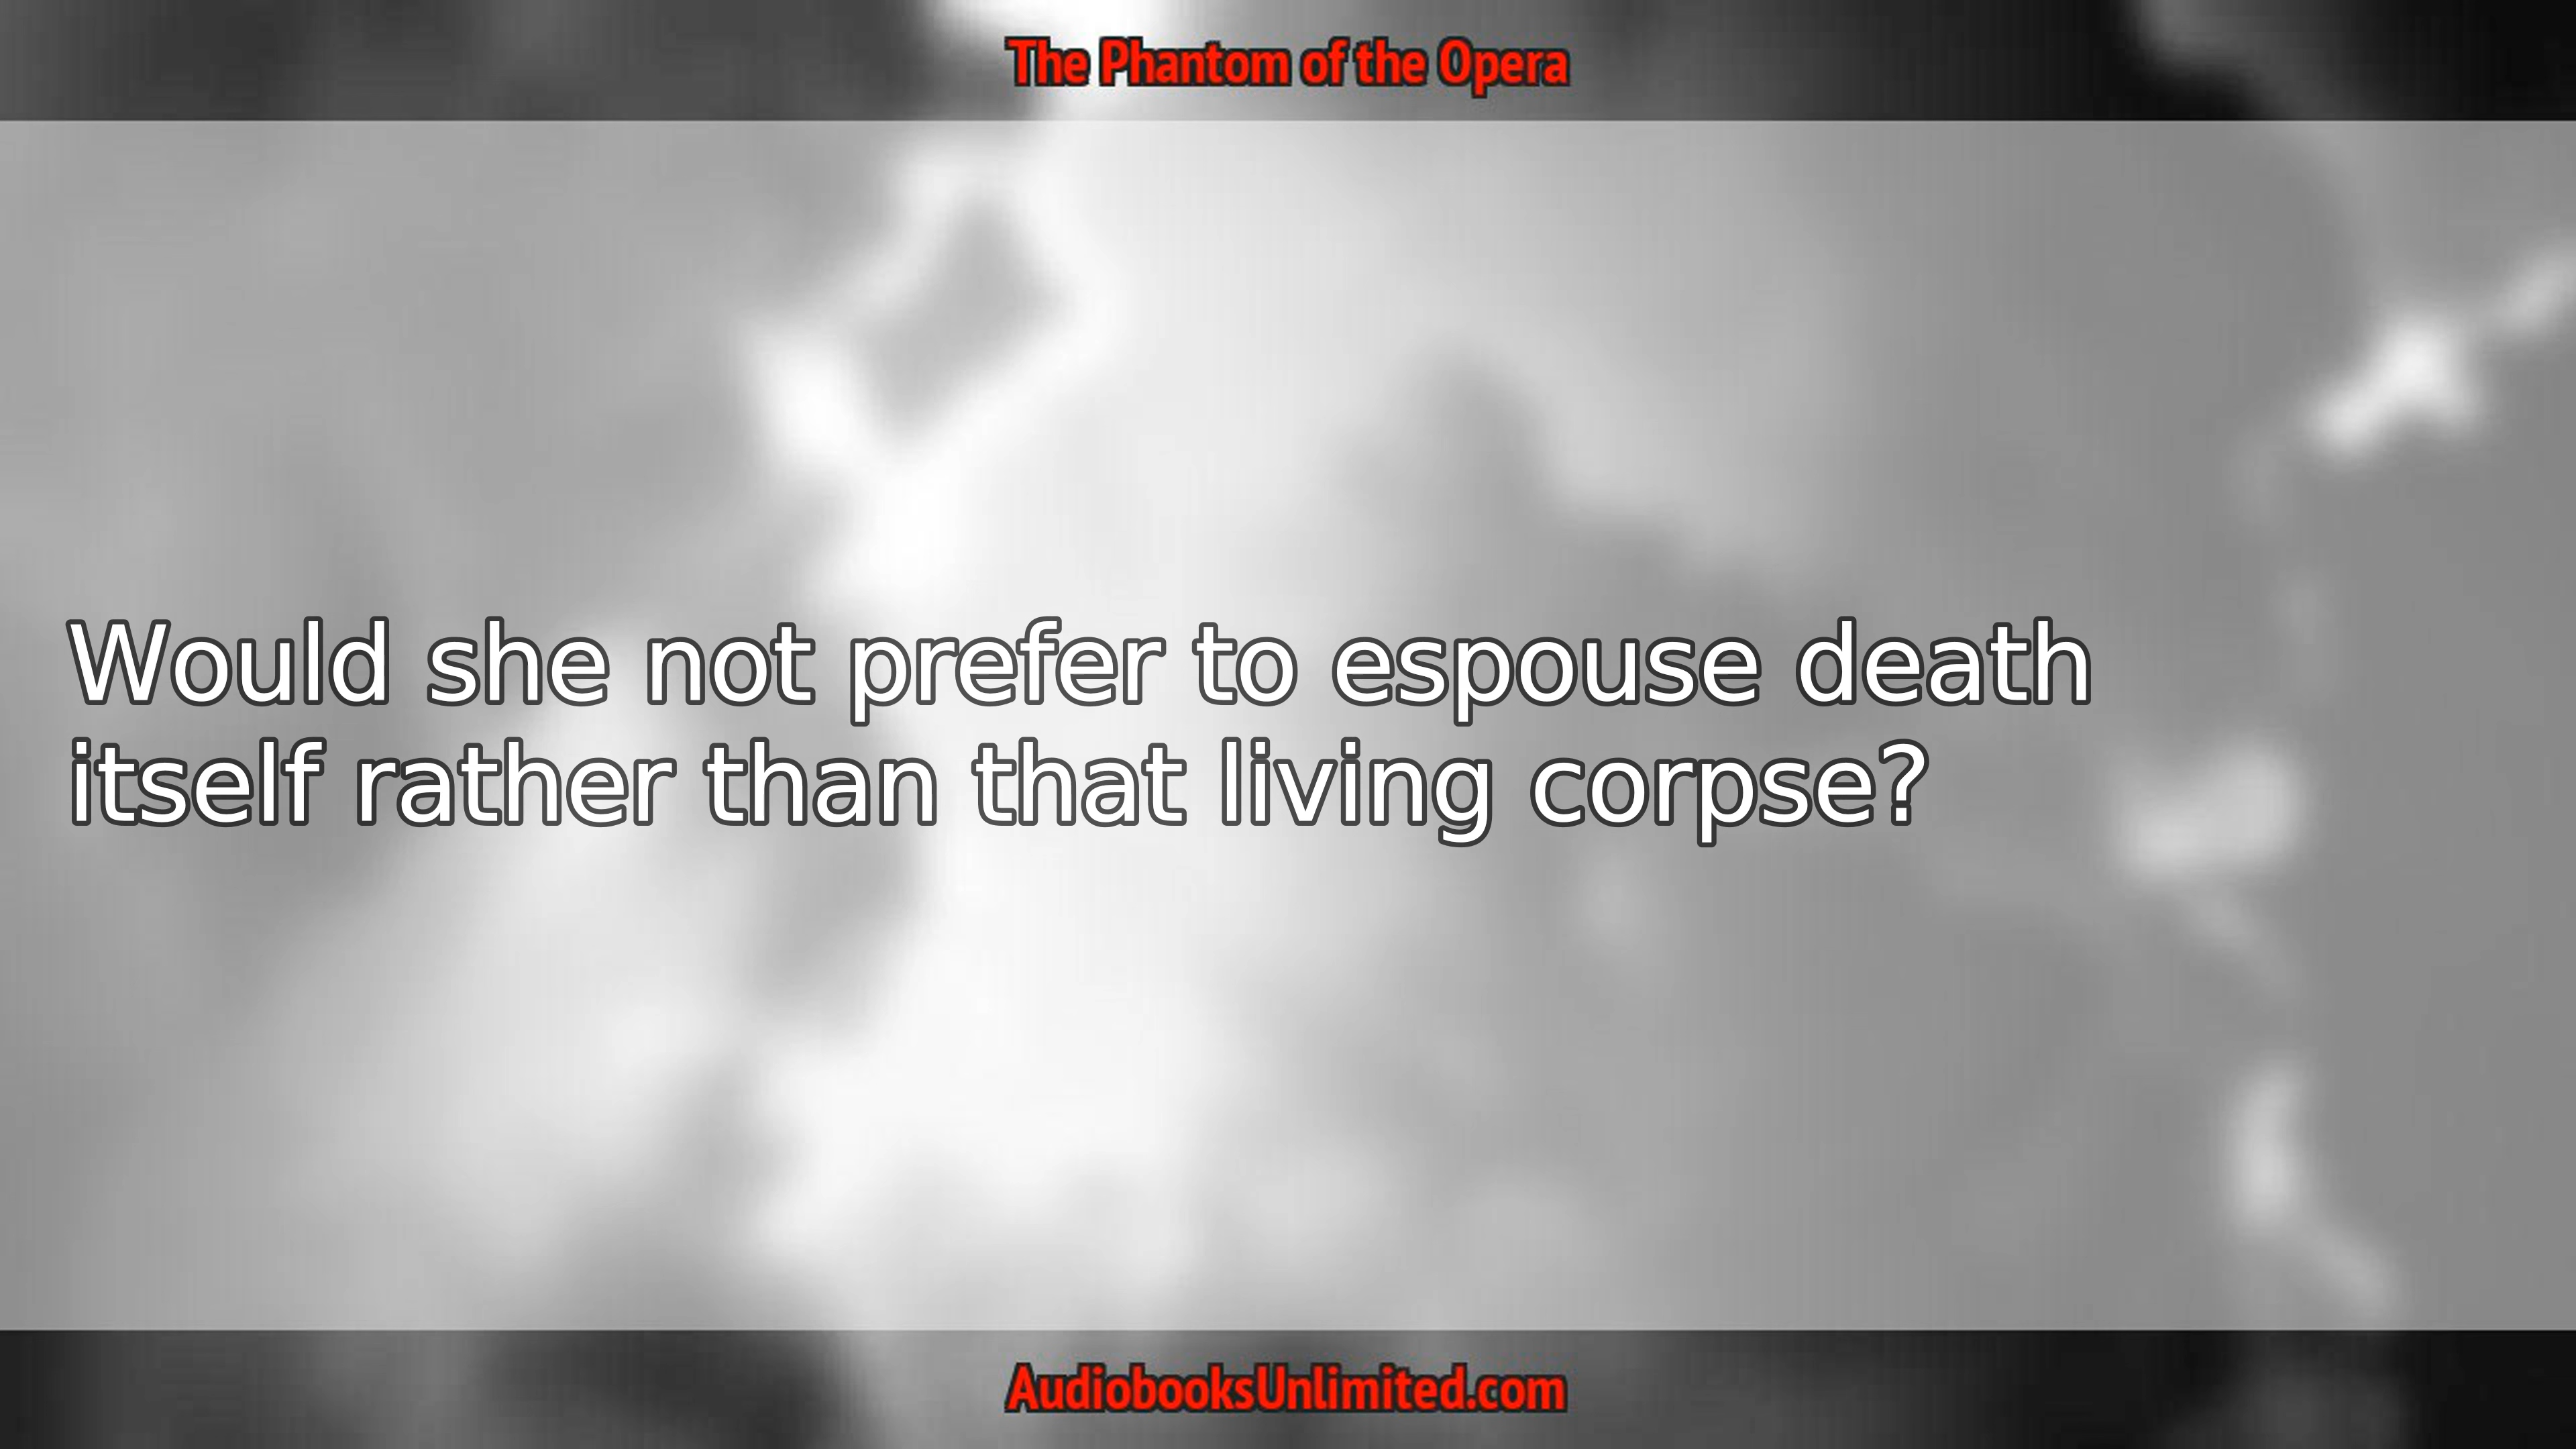 The Phantom of the Opera
Would she not prefer to espouse death
itself rather than that living corpse?
AudiobooksUnlimited.com